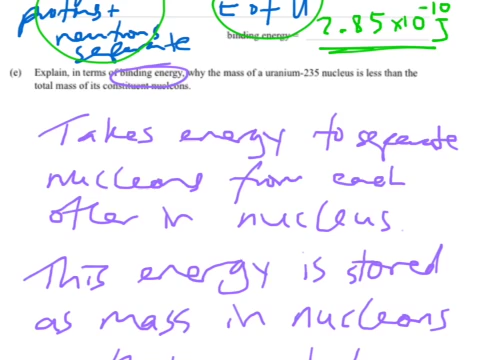 protns + neutrons separate
E of U
2.85 x 10⁻¹⁰ J
binding energy =
(e) Explain, in terms of binding energy, why the mass of a uranium-235 nucleus is less than the
total mass of its constituent nucleons.
Takes energy to separate
nucleons from each
other in nucleus.
This energy is stored
as mass in nucleons